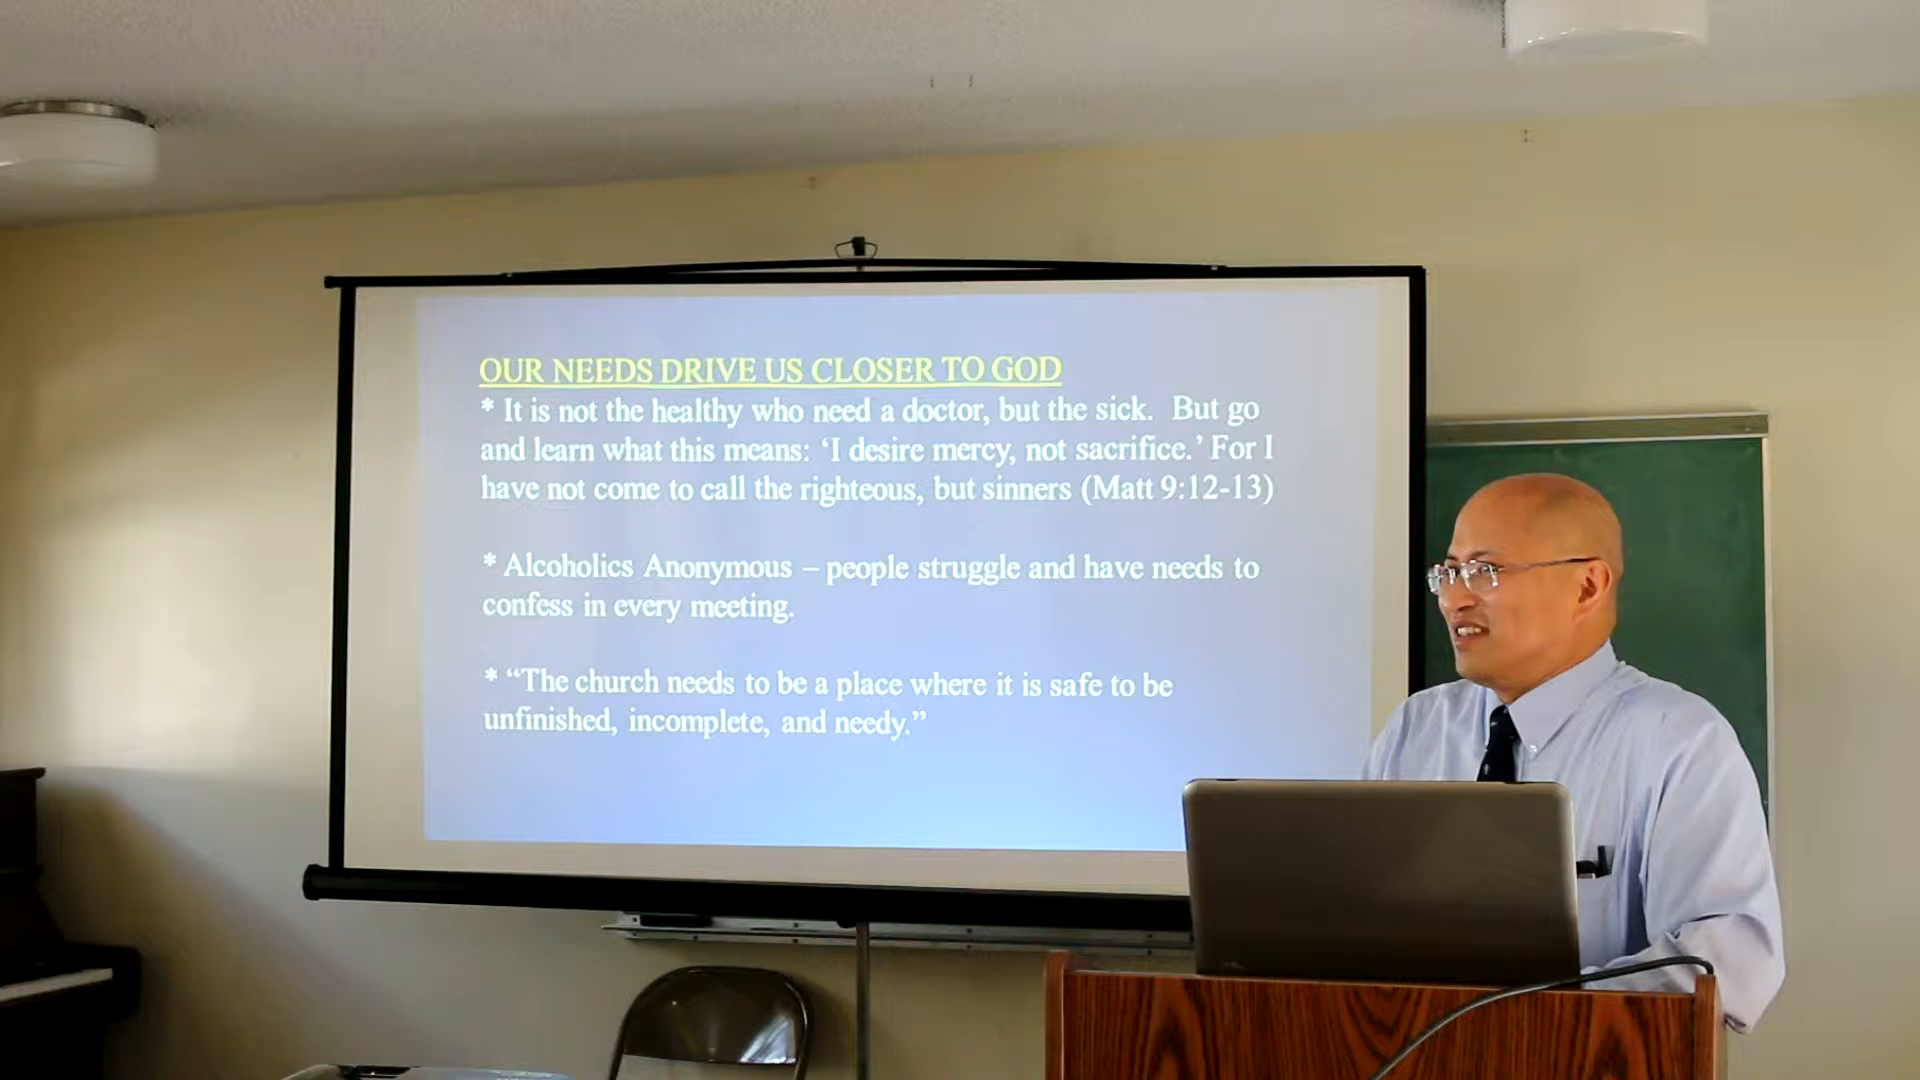 OUR NEEDS DRIVE US CLOSER TO GOD
* It is not the healthy who need a doctor, but the sick.  But go
and learn what this means: ‘I desire mercy, not sacrifice.’ For I
have not come to call the righteous, but sinners (Matt 9:12-13)
* Alcoholics Anonymous – people struggle and have needs to
confess in every meeting.
* “The church needs to be a place where it is safe to be
unfinished, incomplete, and needy.”